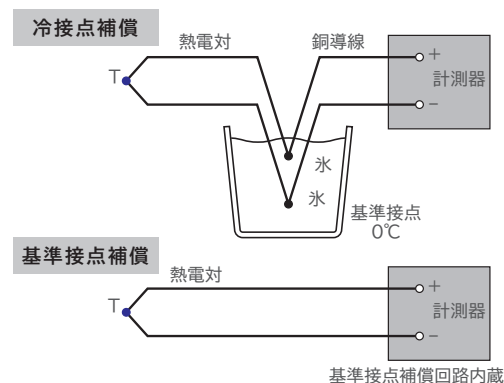 冷接点補償
熱電対
銅導線
T
+
計測器
−
氷
氷
基準接点
0℃
基準接点補償
熱電対
T
+
計測器
−
基準接点補償回路内蔵